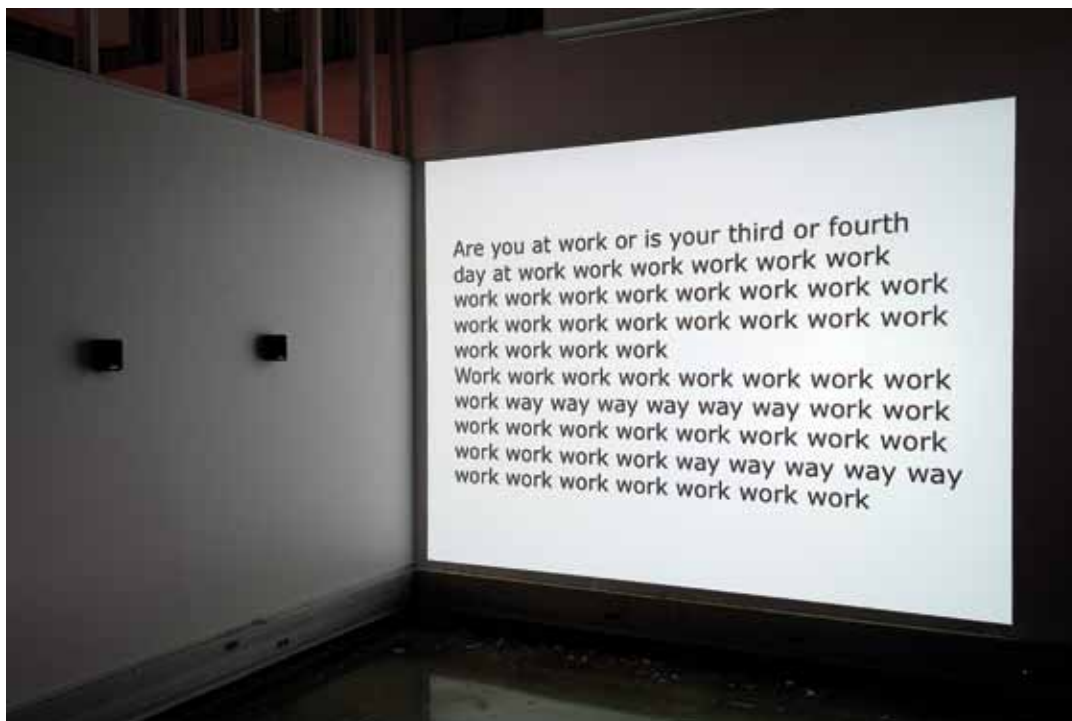 Are you at work or is your third or fourth
day at work work work work work work
work work work work work work work work
work work work work work work work work
work work work work
Work work work work work work work work
work way way way way way way work work
work work work work work work work work
work work work work way way way way way
work work work work work work work